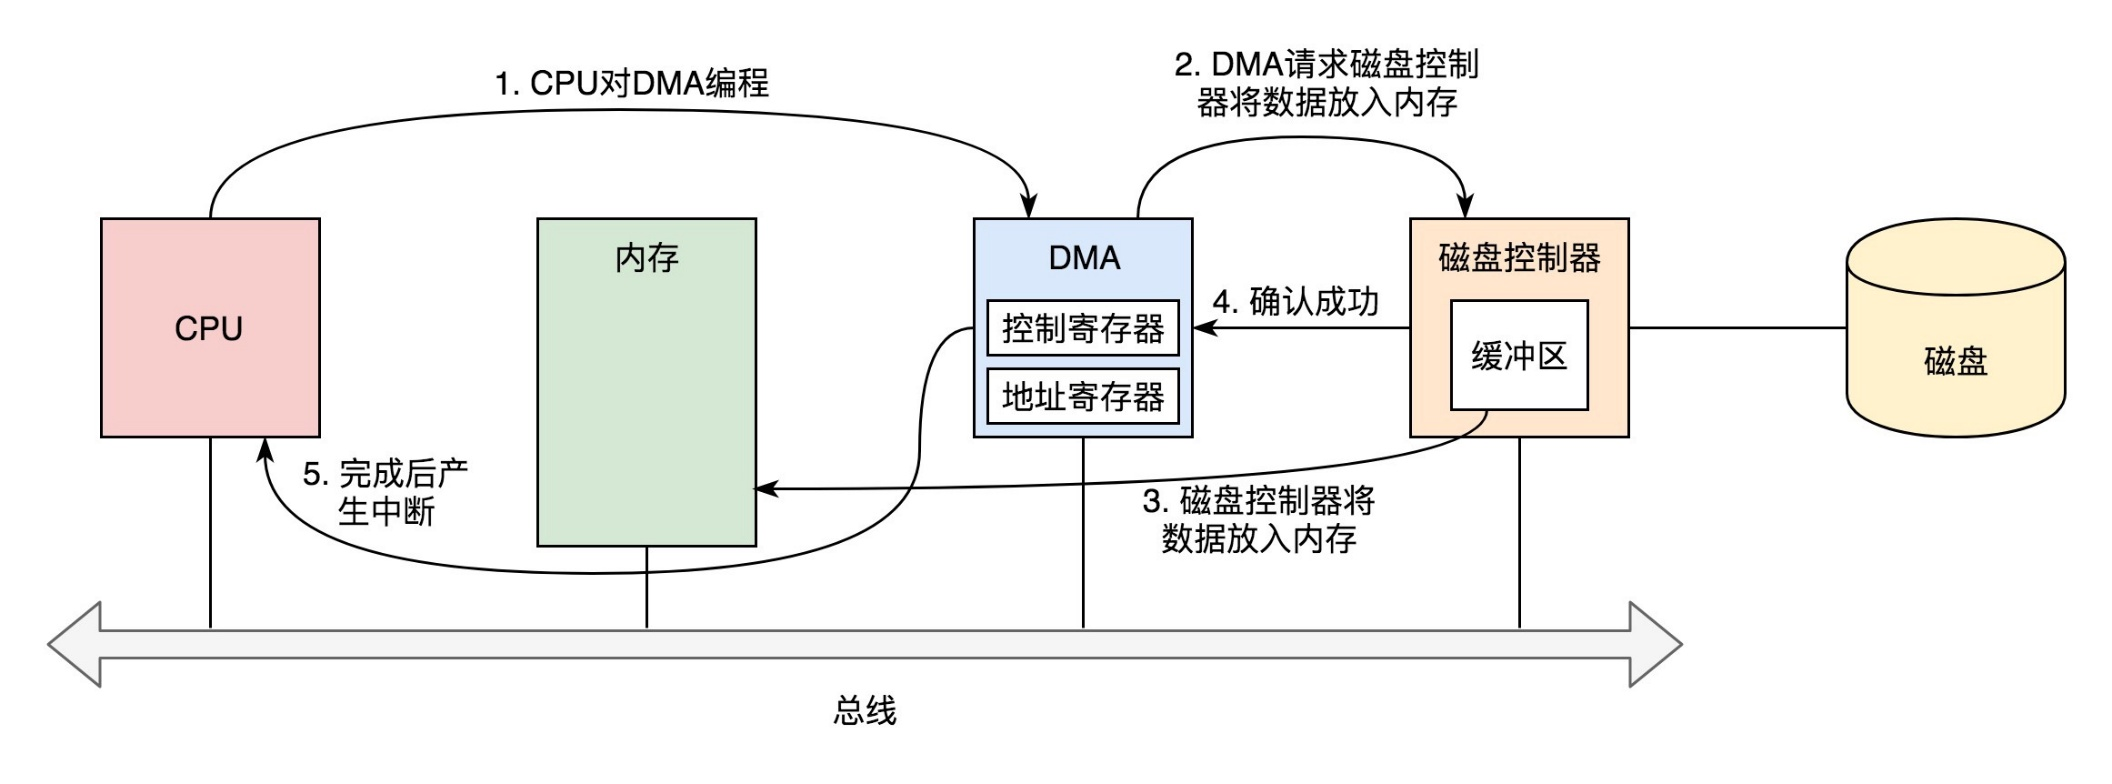 1. CPU对DMA编程
2. DMA请求磁盘控制
器将数据放入内存
CPU
内存
DMA
控制寄存器
地址寄存器
4. 确认成功
磁盘控制器
缓冲区
磁盘
5. 完成后产
生中断
3. 磁盘控制器将
数据放入内存
总线